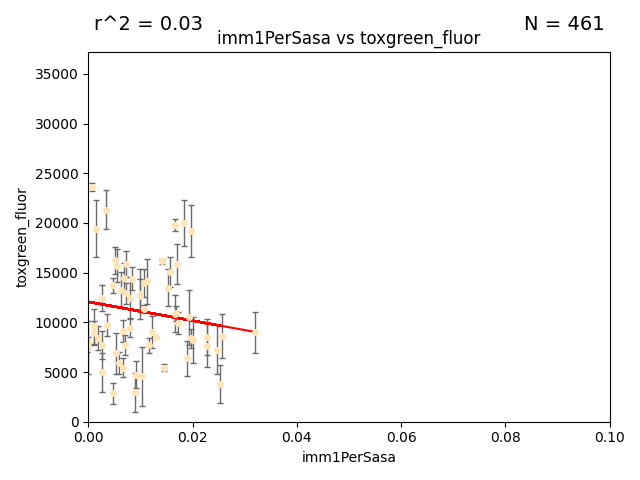 r^2 = 0.03
N = 461
imm1PerSasa vs toxgreen_fluor
35000
30000
25000
20000
15000
10000
5000
0
toxgreen_fluor
0.00
0.02
0.04
0.06
0.08
0.10
imm1PerSasa